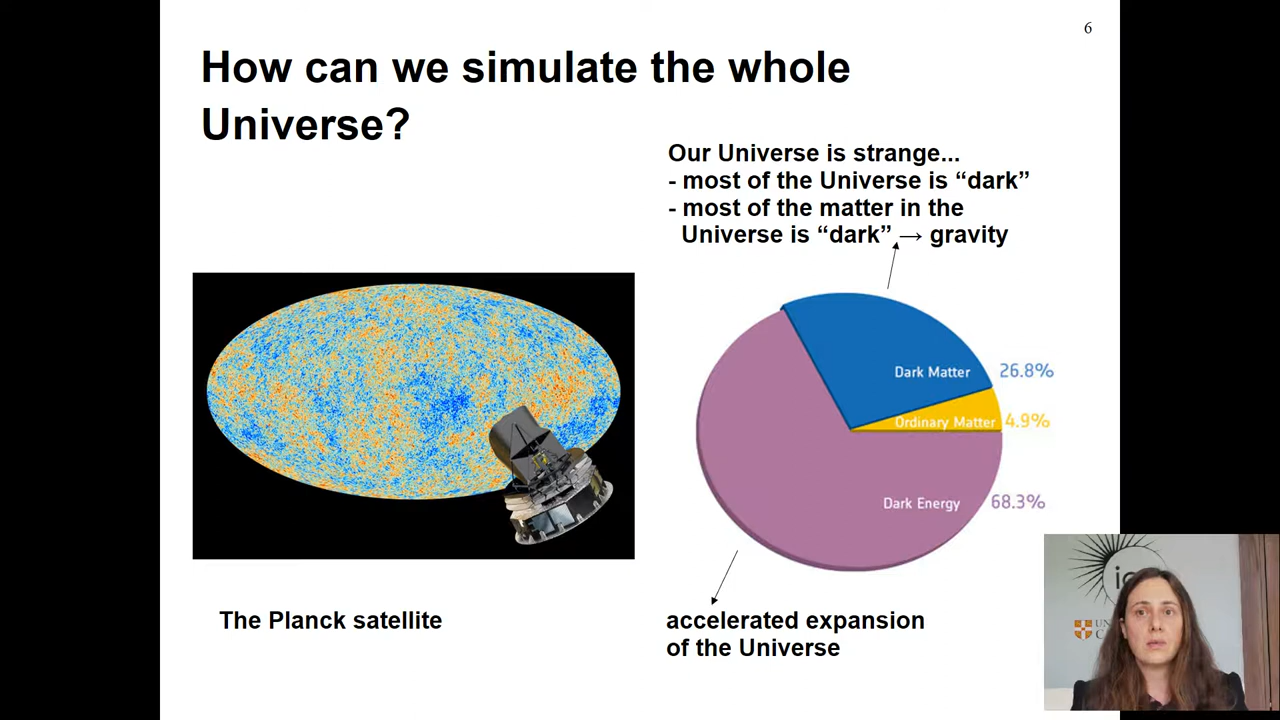 6
How can we simulate the whole
Universe?
Our Universe is strange...
- most of the Universe is “dark”
- most of the matter in the
Universe is “dark” → gravity
Dark Matter 26.8%
Ordinary Matter 4.9%
Dark Energy 68.3%
The Planck satellite
accelerated expansion
of the Universe